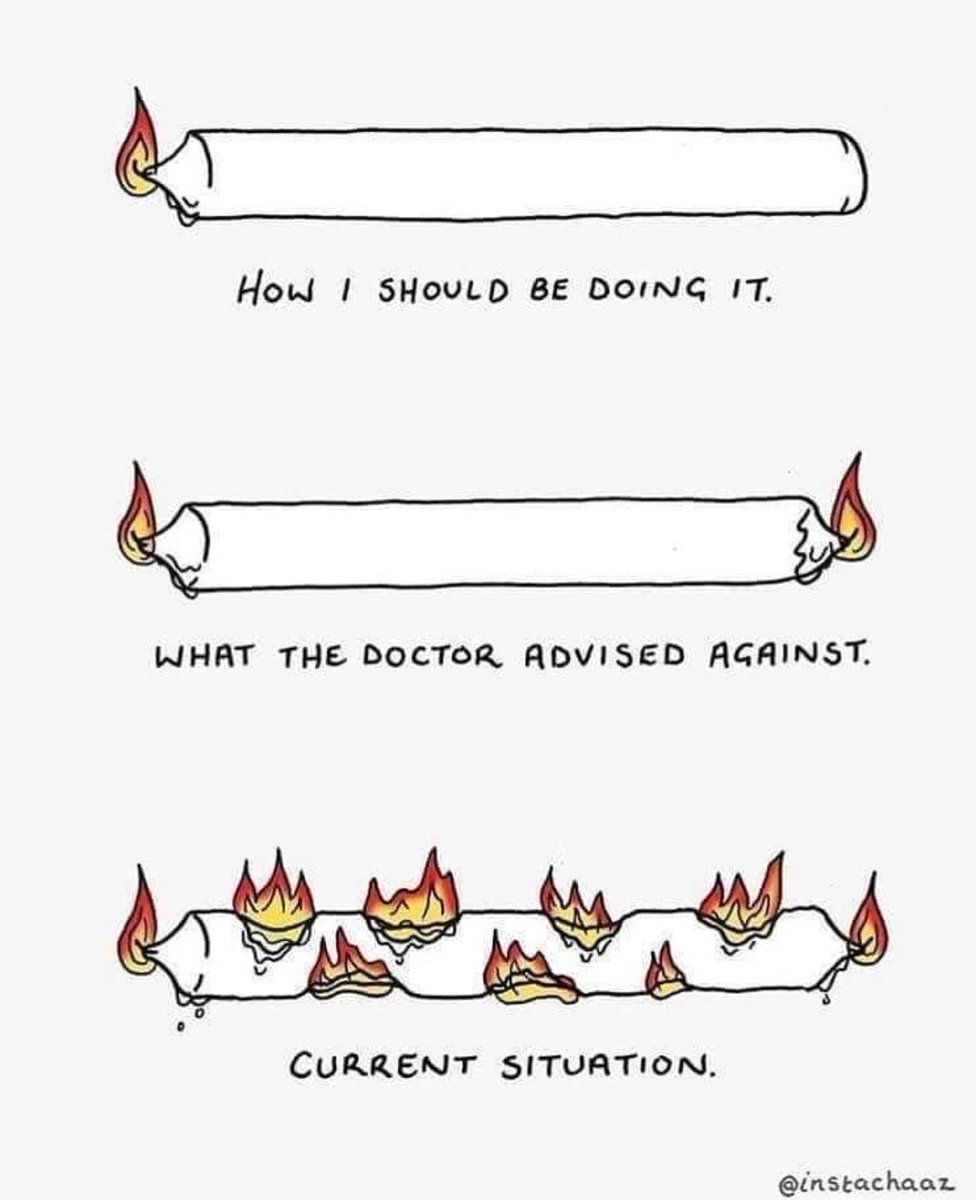 HOW I SHOULD BE DOING IT.
WHAT THE DOCTOR ADVISED AGAINST.
CURRENT SITUATION.
@instachaaz